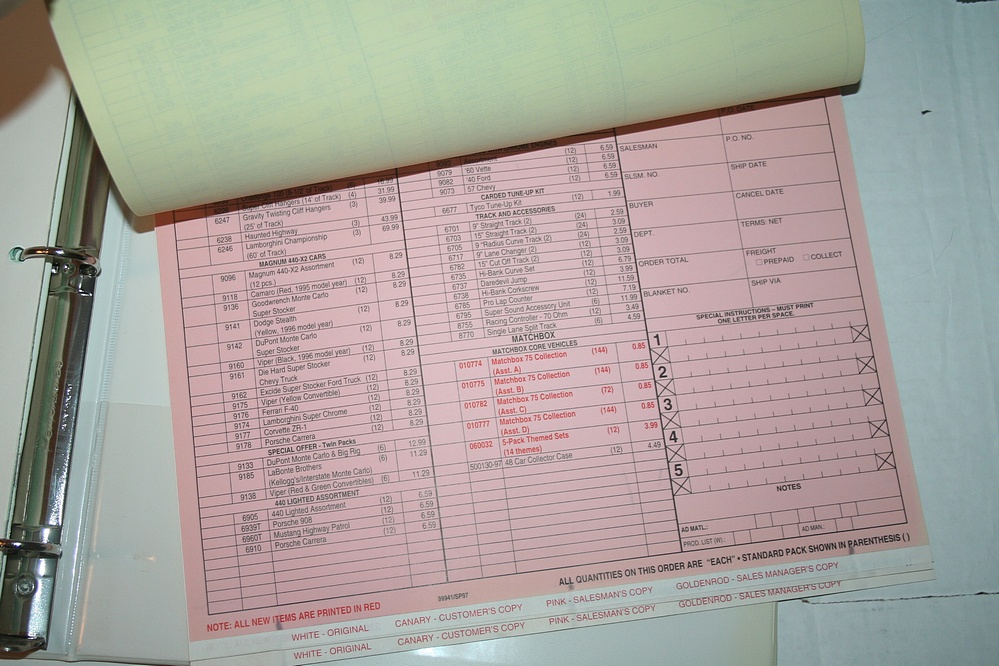 Super Cliff Hangers (14' of Track) (4) 31.99
6247 Gravity Twisting Cliff Hangers (3) 39.99
(25' of Track)
6238 Haunted Highway (3) 43.99
6246 Lamborghini Championship (3) 69.99
(60' of Track)
MAGNUM 440-X2 CARS
9096 Magnum 440-X2 Assortment (12) 8.29
(12 pcs.)
9118 Camaro (Red, 1995 model year) 8.29
9136 Goodwrench Monte Carlo (12) 8.29
Super Stocker
9141 Dodge Stealth (12) 8.29
(Yellow, 1996 model year)
9142 DuPont Monte Carlo (12) 8.29
Super Stocker
9160 Viper (Black, 1996 model year) (12) 8.29
9161 Die Hard Super Stocker (12) 8.29
Chevy Truck
9162 Excide Super Stocker Ford Truck (12) 8.29
9175 Viper (Yellow Convertible) (12) 8.29
9176 Ferrari F-40 (12) 8.29
9174 Lamborghini Super Chrome (12) 8.29
9177 Corvette ZR-1 (12) 8.29
9178 Porsche Carrera (12) 8.29
SPECIAL OFFER - Twin Packs
9133 DuPont Monte Carlo & Big Rig (6) 12.99
9185 LaBonte Brothers (6) 11.29
(Kellogg's/Interstate Monte Carlo)
9138 Viper (Red & Green Convertibles) (6) 11.29
440 LIGHTED ASSORTMENT
6905 440 Lighted Assortment (12) 6.59
6939T Porsche 908 (12) 6.59
6960T Mustang Highway Patrol (12) 6.59
6910 Porsche Carrera (12) 6.59
9079 '60 Vette (12) 6.59
9082 '40 Ford (12) 6.59
9073 57 Chevy (12) 6.59
CARDED TUNE-UP KIT
6677 Tyco Tune-Up Kit (12) 1.99
TRACK AND ACCESSORIES
6701 9" Straight Track (2) (24) 2.59
6703 15" Straight Track (2) (12) 3.09
6705 9 "Radius Curve Track (2) (24) 2.59
6717 9" Lane Changer (2) (12) 3.09
6782 15" Cut Off Track (2) (12) 3.09
6735 Hi-Bank Curve Set (12) 6.79
6737 Daredevil Jump (12) 3.99
6738 Hi-Bank Corkscrew (12) 11.59
6785 Pro Lap Counter (12) 7.19
6795 Super Sound Accessory Unit (6) 11.99
8755 Racing Controller - 70 Ohm (12) 3.49
8770 Single Lane Split Track (6) 4.59
MATCHBOX
MATCHBOX CORE VEHICLES
010774 Matchbox 75 Collection (144) 0.85
(Asst. A)
010775 Matchbox 75 Collection (144) 0.85
(Asst. B)
010782 Matchbox 75 Collection (72) 0.85
(Asst. C)
010777 Matchbox 75 Collection (144) 0.85
(Asst. D)
060032 5-Pack Themed Sets (12) 3.99
(14 themes)
500130-97 48 Car Collector Case (12) 4.49
SALESMAN P.O. NO.
SLSM. NO. SHIP DATE
BUYER CANCEL DATE
DEPT. TERMS: NET
ORDER TOTAL FREIGHT
PREPAID COLLECT
BLANKET NO. SHIP VIA
SPECIAL INSTRUCTIONS – MUST PRINT
ONE LETTER PER SPACE.
1
2
3
4
5
NOTES
AD MATL.: AD MAN.:
PROD. LIST (W).:
ALL QUANTITIES ON THIS ORDER ARE "EACH" • STANDARD PACK SHOWN IN PARENTHESIS ( )
NOTE: ALL NEW ITEMS ARE PRINTED IN RED
39941/SP97
WHITE - ORIGINAL CANARY - CUSTOMER'S COPY PINK - SALESMAN'S COPY GOLDENROD - SALES MANAGER'S COPY
WHITE - ORIGINAL CANARY - CUSTOMER'S COPY PINK - SALESMAN'S COPY GOLDENROD - SALES MANAGER'S COPY